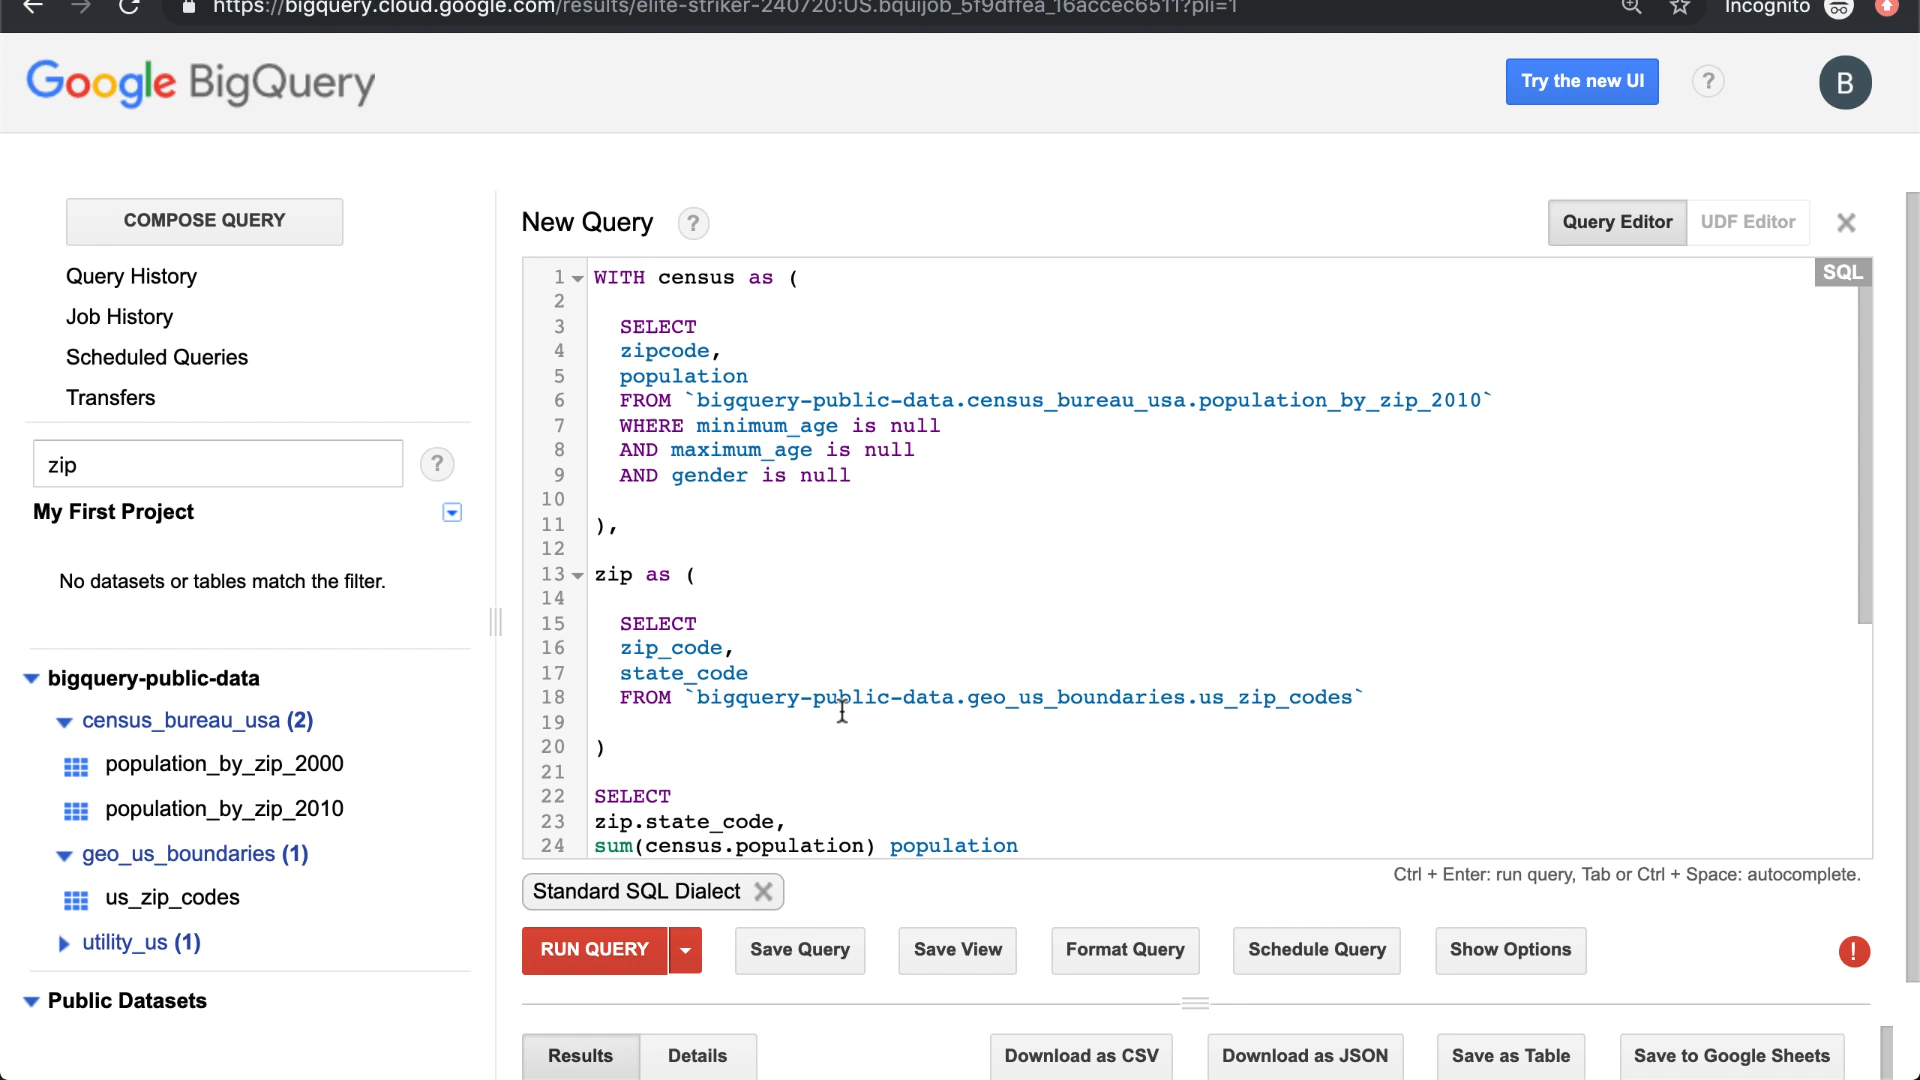 https://bigquery.cloud.google.com/results/elite-striker-240720:US.bquijob_5f9dffea_16accec6511?pli=1
Incognito
Google BigQuery
Try the new UI
?
B
COMPOSE QUERY
Query History
Job History
Scheduled Queries
Transfers
zip
?
My First Project
No datasets or tables match the filter.
bigquery-public-data
census_bureau_usa (2)
population_by_zip_2000
population_by_zip_2010
geo_us_boundaries (1)
us_zip_codes
utility_us (1)
Public Datasets
New Query ?
Query Editor
UDF Editor
SQL
1 WITH census as (
2
3 SELECT
4 zipcode,
5 population
6 FROM `bigquery-public-data.census_bureau_usa.population_by_zip_2010`
7 WHERE minimum_age is null
8 AND maximum_age is null
9 AND gender is null
10
11 ),
12
13 zip as (
14
15 SELECT
16 zip_code,
17 state_code
18 FROM `bigquery-public-data.geo_us_boundaries.us_zip_codes`
19
20 )
21
22 SELECT
23 zip.state_code,
24 sum(census.population) population
Ctrl + Enter: run query, Tab or Ctrl + Space: autocomplete.
Standard SQL Dialect
RUN QUERY
Save Query
Save View
Format Query
Schedule Query
Show Options
!
Results
Details
Download as CSV
Download as JSON
Save as Table
Save to Google Sheets